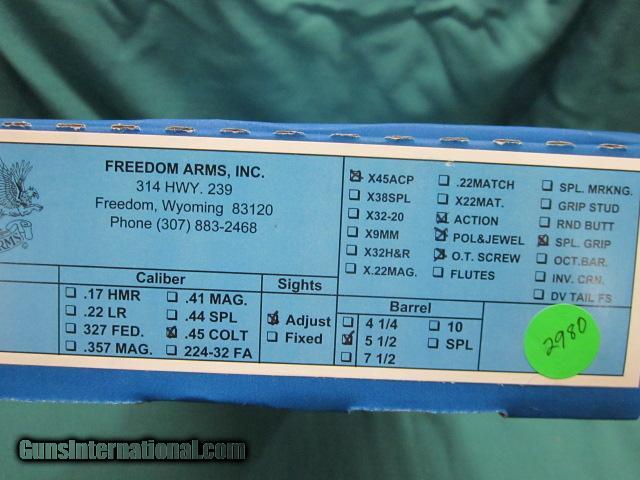 FREEDOM ARMS, INC.
314 HWY. 239
Freedom, Wyoming 83120
Phone (307) 883-2468
ARMS
X45ACP
X38SPL
X32-20
X9MM
X32H&R
X.22MAG.
.22MATCH
X22MAT.
ACTION
POL&JEWEL
O.T. SCREW
FLUTES
SPL. MRKNG.
GRIP STUD
RND BUTT
SPL. GRIP
OCT.BAR.
INV. CRN.
DV TAIL FS
Caliber
.17 HMR
.22 LR
327 FED.
.357 MAG.
.41 MAG.
.44 SPL
.45 COLT
224-32 FA
Sights
Adjust
Fixed
Barrel
4 1/4
5 1/2
7 1/2
10
SPL
2980
GunsInternational.com